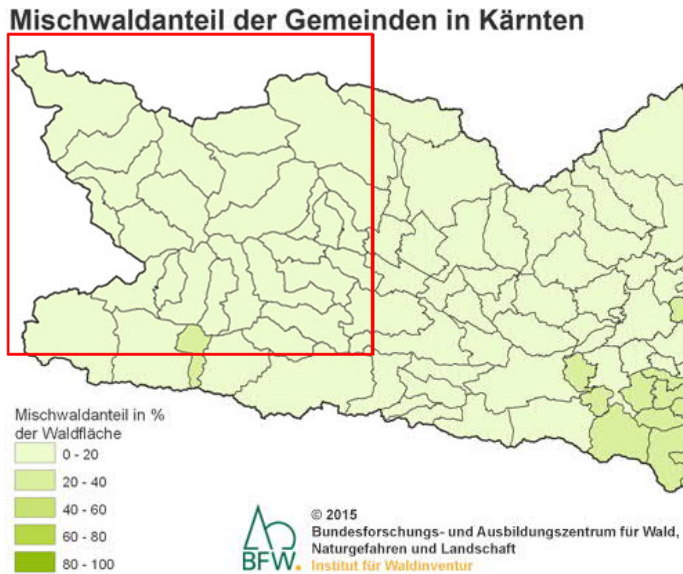 Mischwaldanteil der Gemeinden in Kärnten
Mischwaldanteil in %
der Waldfläche
0 - 20
20 - 40
40 - 60
60 - 80
80 - 100
BFW.
© 2015
Bundesforschungs- und Ausbildungszentrum für Wald,
Naturgefahren und Landschaft
Institut für Waldinventur